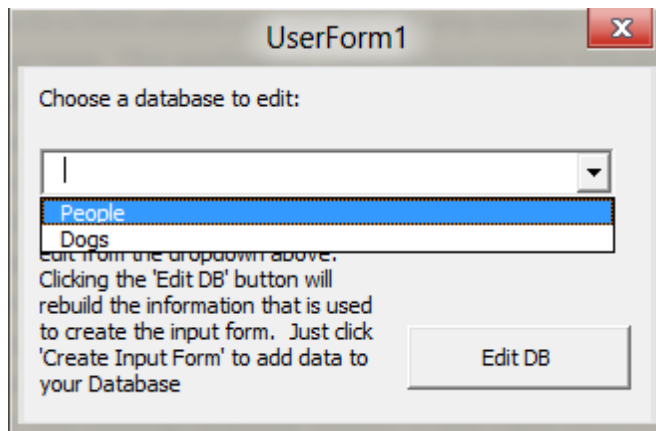 UserForm1
Choose a database to edit:
People
Dogs
edit from the dropdown above.
Clicking the 'Edit DB' button will
rebuild the information that is used
to create the input form.  Just click
'Create Input Form' to add data to
your Database
Edit DB